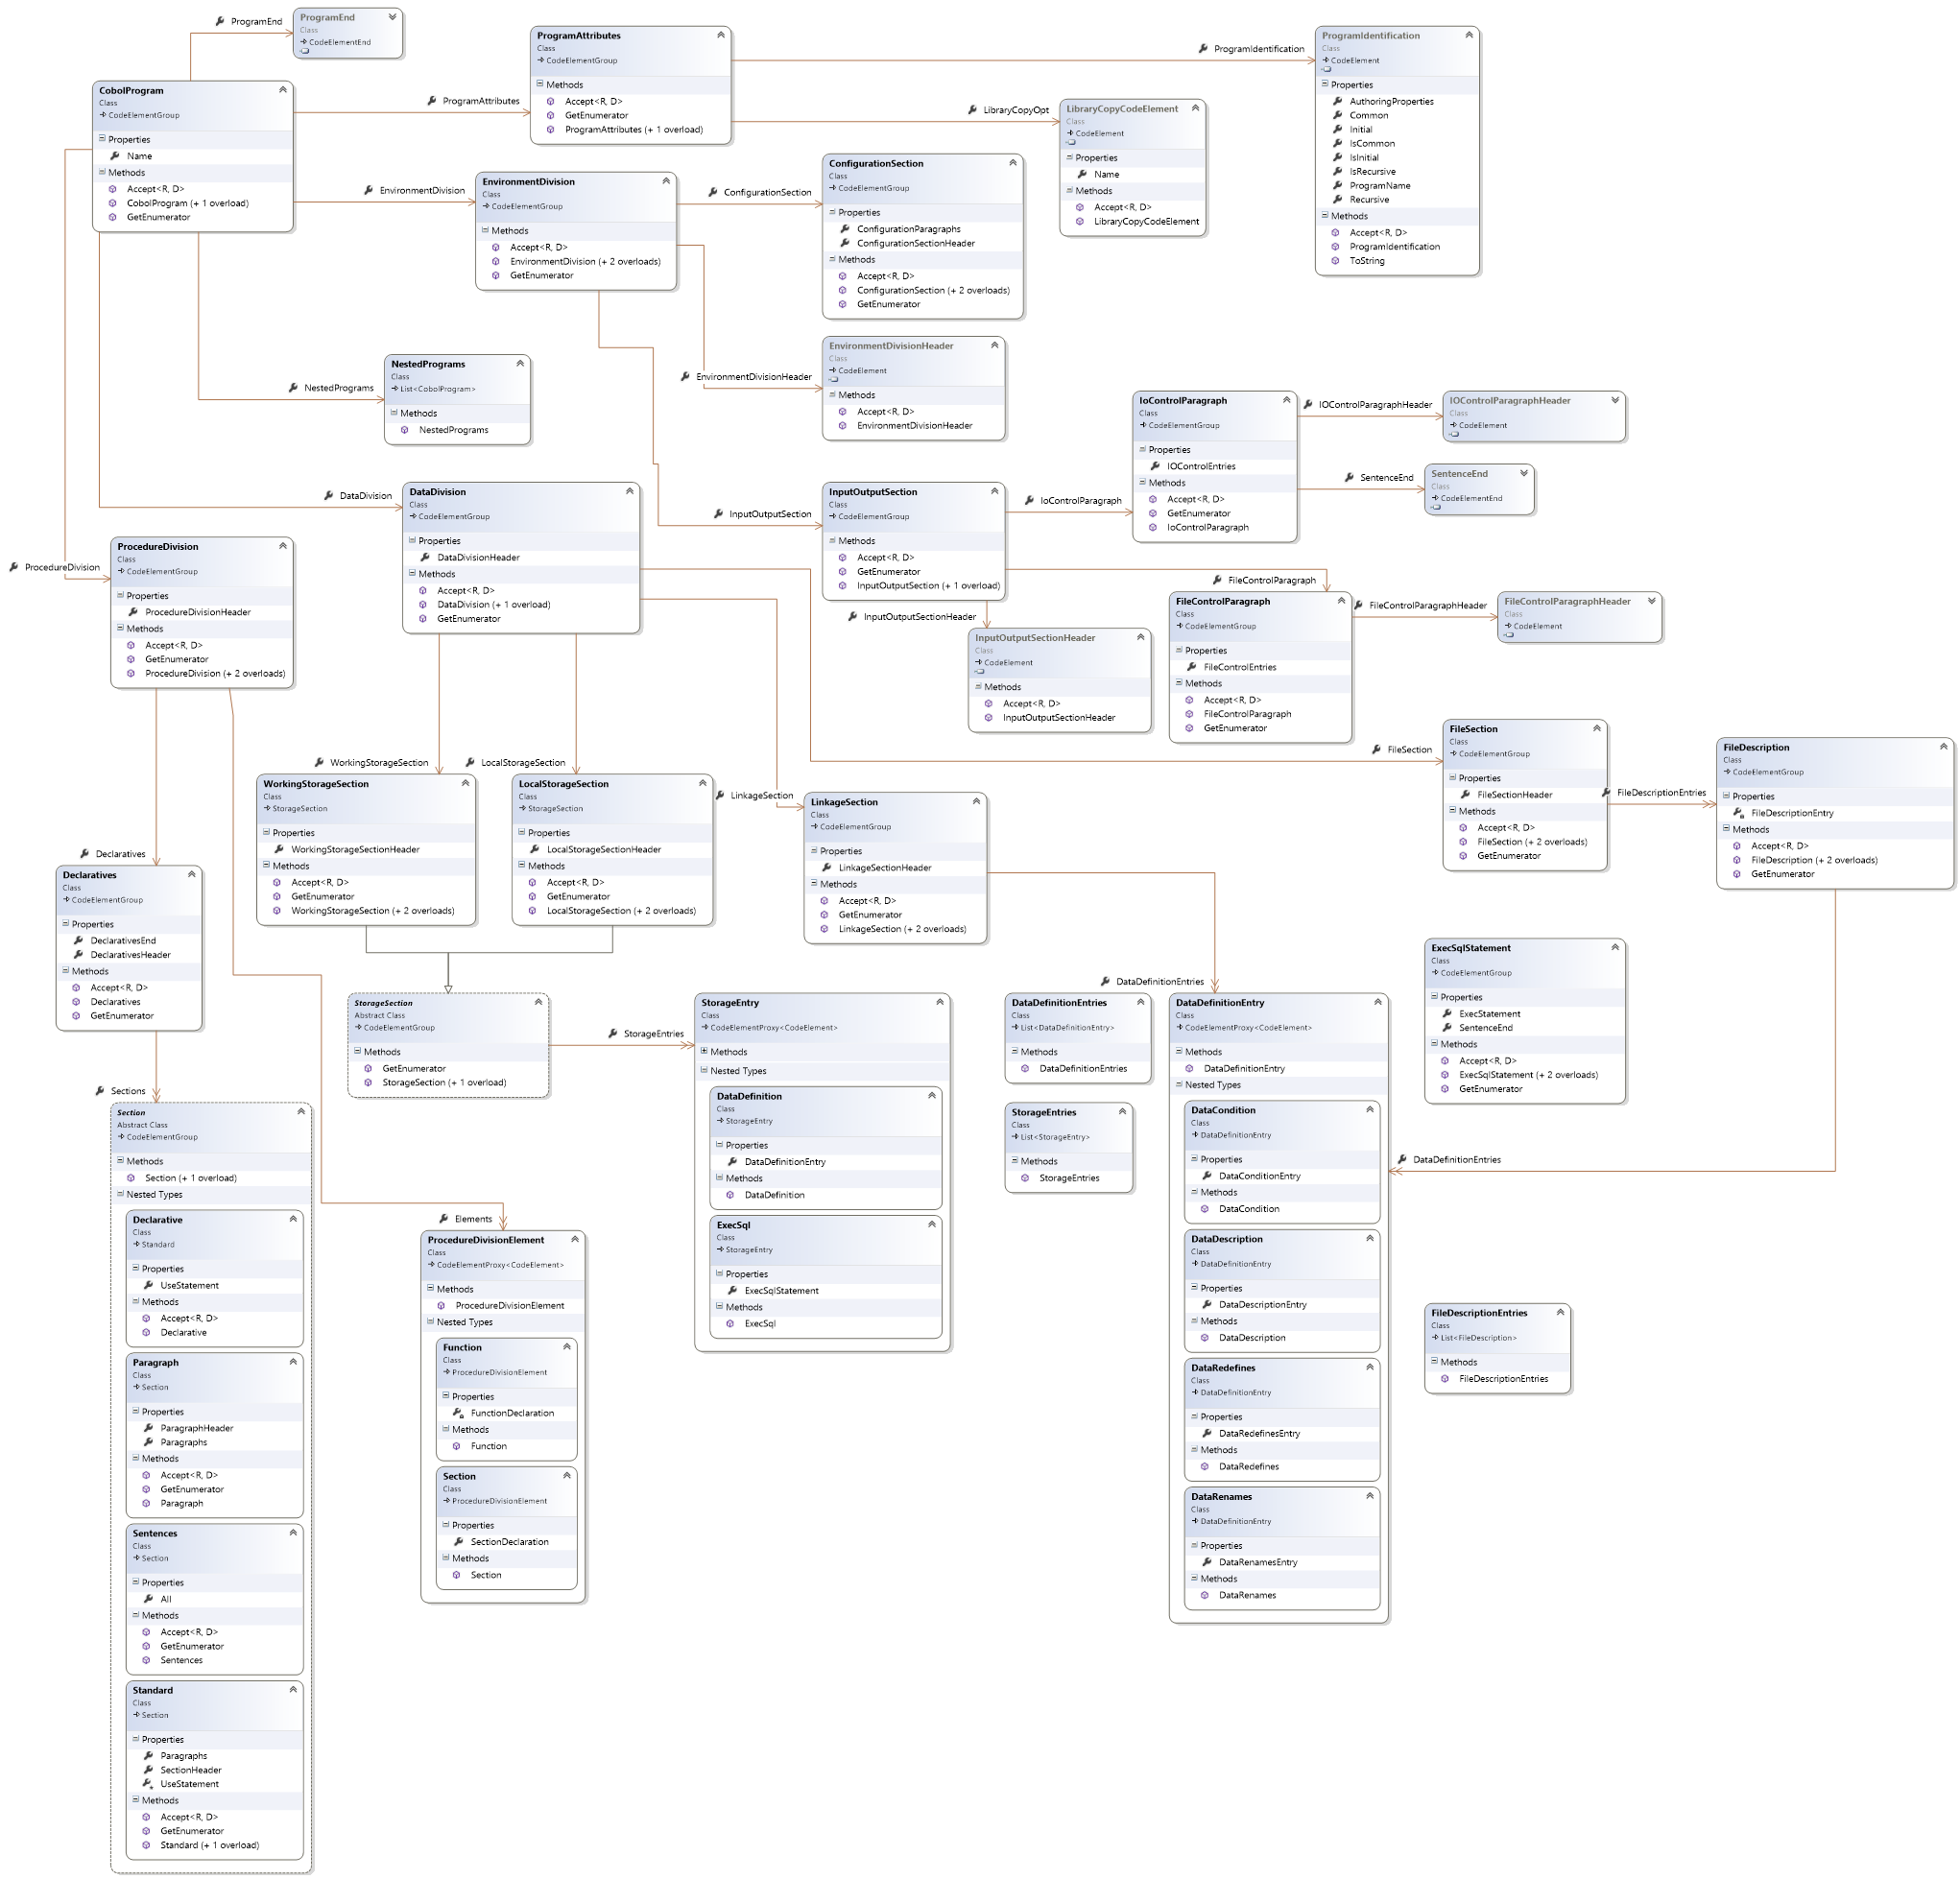 ProgramEnd
ProgramEnd
Class
CodeElementEnd
CobolProgram
Class
CodeElementGroup
Properties
Name
Methods
Accept<R, D>
CobolProgram (+ 1 overload)
GetEnumerator
ProgramAttributes
ProgramAttributes
Class
CodeElementGroup
Methods
Accept<R, D>
GetEnumerator
ProgramAttributes (+ 1 overload)
ProgramIdentification
ProgramIdentification
Class
CodeElement
Properties
AuthoringProperties
Common
Initial
IsCommon
IsInitial
IsRecursive
ProgramName
Recursive
Methods
Accept<R, D>
ProgramIdentification
ToString
LibraryCopyOpt
LibraryCopyCodeElement
Class
CodeElement
Properties
Name
Methods
Accept<R, D>
LibraryCopyCodeElement
EnvironmentDivision
EnvironmentDivision
Class
CodeElementGroup
Methods
Accept<R, D>
EnvironmentDivision (+ 2 overloads)
GetEnumerator
ConfigurationSection
ConfigurationSection
Class
CodeElementGroup
Properties
ConfigurationParagraphs
ConfigurationSectionHeader
Methods
Accept<R, D>
ConfigurationSection (+ 2 overloads)
GetEnumerator
EnvironmentDivisionHeader
EnvironmentDivisionHeader
Class
CodeElement
Methods
Accept<R, D>
EnvironmentDivisionHeader
NestedPrograms
NestedPrograms
Class
List<CobolProgram>
Methods
NestedPrograms
IoControlParagraph
IoControlParagraph
Class
CodeElementGroup
Properties
IOControlEntries
Methods
Accept<R, D>
GetEnumerator
IoControlParagraph
IOControlParagraphHeader
IOControlParagraphHeader
Class
CodeElement
SentenceEnd
SentenceEnd
Class
CodeElementEnd
DataDivision
DataDivision
Class
CodeElementGroup
Properties
DataDivisionHeader
Methods
Accept<R, D>
DataDivision (+ 1 overload)
GetEnumerator
InputOutputSection
InputOutputSection
Class
CodeElementGroup
Methods
Accept<R, D>
GetEnumerator
InputOutputSection (+ 1 overload)
ProcedureDivision
ProcedureDivision
Class
CodeElementGroup
Properties
ProcedureDivisionHeader
Methods
Accept<R, D>
GetEnumerator
ProcedureDivision (+ 2 overloads)
InputOutputSectionHeader
InputOutputSectionHeader
Class
CodeElement
Methods
Accept<R, D>
InputOutputSectionHeader
FileControlParagraph
FileControlParagraph
Class
CodeElementGroup
Properties
FileControlEntries
Methods
Accept<R, D>
FileControlParagraph
GetEnumerator
FileControlParagraphHeader
FileControlParagraphHeader
Class
CodeElement
FileSection
FileSection
Class
CodeElementGroup
Properties
FileSectionHeader
Methods
Accept<R, D>
FileSection (+ 2 overloads)
GetEnumerator
FileDescriptionEntries
FileDescription
Class
CodeElementGroup
Properties
FileDescriptionEntry
Methods
Accept<R, D>
FileDescription (+ 2 overloads)
GetEnumerator
WorkingStorageSection
WorkingStorageSection
Class
StorageSection
Properties
WorkingStorageSectionHeader
Methods
Accept<R, D>
GetEnumerator
WorkingStorageSection (+ 2 overloads)
LocalStorageSection
LocalStorageSection
Class
StorageSection
Properties
LocalStorageSectionHeader
Methods
Accept<R, D>
GetEnumerator
LocalStorageSection (+ 2 overloads)
LinkageSection
LinkageSection
Class
CodeElementGroup
Properties
LinkageSectionHeader
Methods
Accept<R, D>
GetEnumerator
LinkageSection (+ 2 overloads)
Declaratives
Declaratives
Class
CodeElementGroup
Properties
DeclarativesEnd
DeclarativesHeader
Methods
Accept<R, D>
Declaratives
GetEnumerator
StorageSection
Abstract Class
CodeElementGroup
Methods
GetEnumerator
StorageSection (+ 1 overload)
StorageEntries
StorageEntry
Class
CodeElementProxy<CodeElement>
Methods
Nested Types
DataDefinition
Class
StorageEntry
Properties
DataDefinitionEntry
Methods
DataDefinition
ExecSql
Class
StorageEntry
Properties
ExecSqlStatement
Methods
ExecSql
DataDefinitionEntries
Class
List<DataDefinitionEntry>
Methods
DataDefinitionEntries
StorageEntries
Class
List<StorageEntry>
Methods
StorageEntries
DataDefinitionEntries
DataDefinitionEntry
Class
CodeElementProxy<CodeElement>
Methods
DataDefinitionEntry
Nested Types
DataCondition
Class
DataDefinitionEntry
Properties
DataConditionEntry
Methods
DataCondition
DataDescription
Class
DataDefinitionEntry
Properties
DataDescriptionEntry
Methods
DataDescription
DataRedefines
Class
DataDefinitionEntry
Properties
DataRedefinesEntry
Methods
DataRedefines
DataRenames
Class
DataDefinitionEntry
Properties
DataRenamesEntry
Methods
DataRenames
ExecSqlStatement
Class
CodeElementGroup
Properties
ExecStatement
SentenceEnd
Methods
Accept<R, D>
ExecSqlStatement (+ 2 overloads)
GetEnumerator
DataDefinitionEntries
FileDescriptionEntries
Class
List<FileDescription>
Methods
FileDescriptionEntries
Sections
Section
Abstract Class
CodeElementGroup
Methods
Section (+ 1 overload)
Nested Types
Declarative
Class
Standard
Properties
UseStatement
Methods
Accept<R, D>
Declarative
Paragraph
Class
Section
Properties
ParagraphHeader
Paragraphs
Methods
Accept<R, D>
GetEnumerator
Paragraph
Sentences
Class
Section
Properties
All
Methods
Accept<R, D>
GetEnumerator
Sentences
Standard
Class
Section
Properties
Paragraphs
SectionHeader
UseStatement
Methods
Accept<R, D>
GetEnumerator
Standard (+ 1 overload)
Elements
ProcedureDivisionElement
Class
CodeElementProxy<CodeElement>
Methods
ProcedureDivisionElement
Nested Types
Function
Class
ProcedureDivisionElement
Properties
FunctionDeclaration
Methods
Function
Section
Class
ProcedureDivisionElement
Properties
SectionDeclaration
Methods
Section